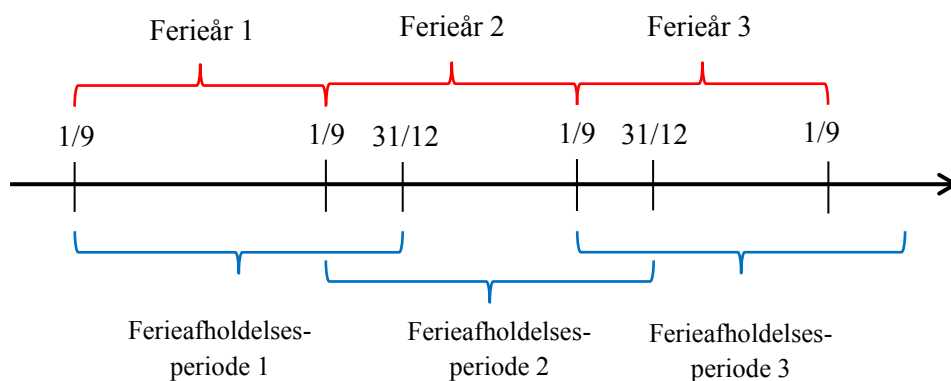 Ferieår 1
Ferieår 2
Ferieår 3
1/9
1/9
31/12
1/9
31/12
1/9
Ferieafholdelses-
periode 1
Ferieafholdelses-
periode 2
Ferieafholdelses-
periode 3